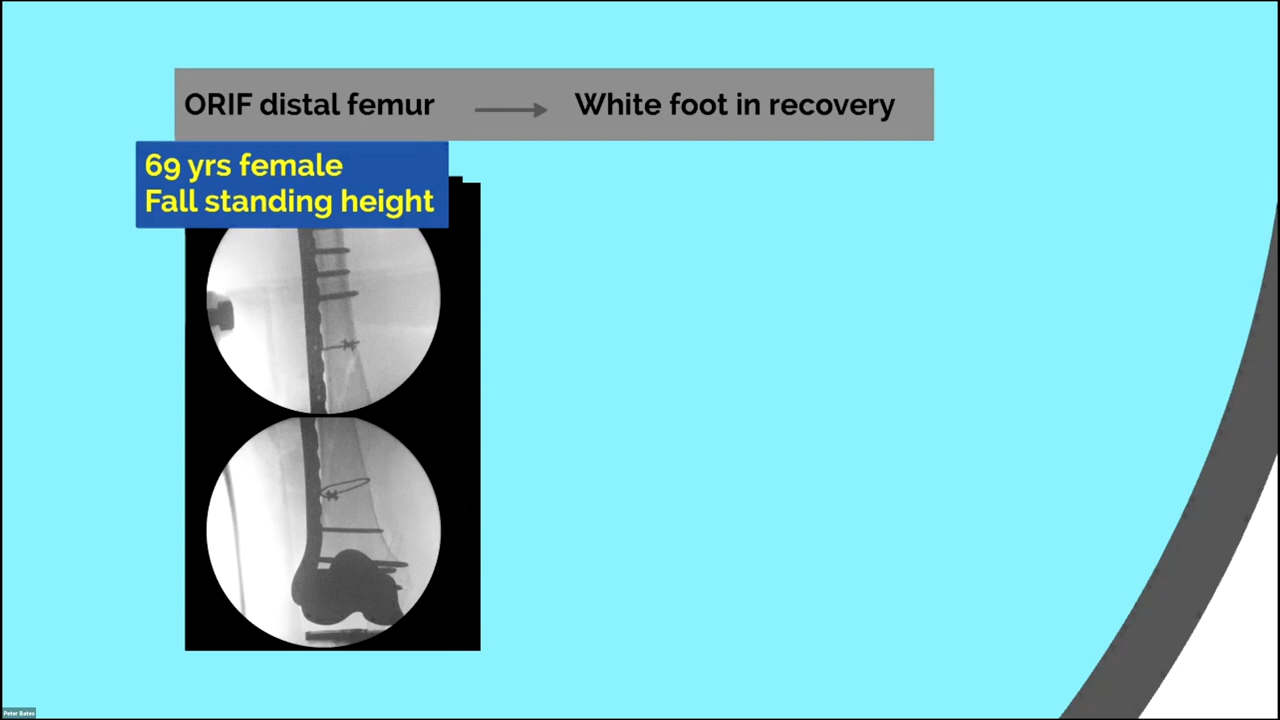 ORIF distal femur → White foot in recovery
69 yrs female
Fall standing height
Peter Bates